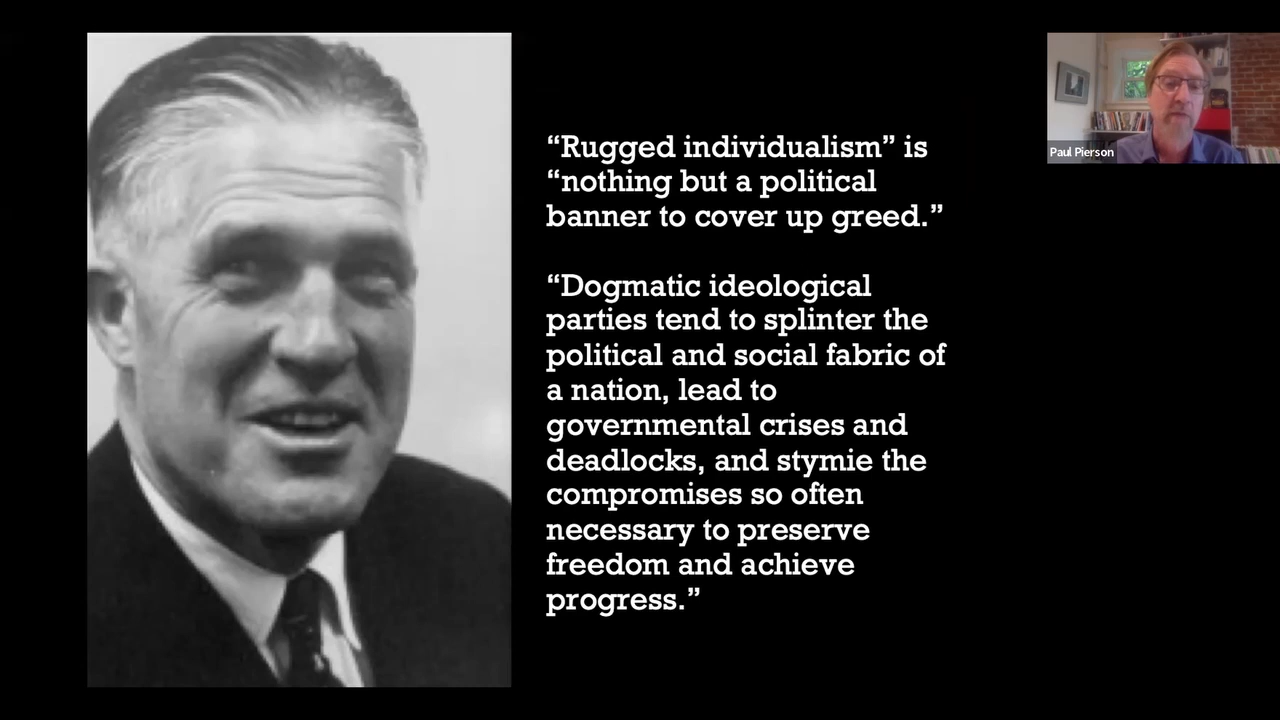 “Rugged individualism” is
“nothing but a political
banner to cover up greed.”
“Dogmatic ideological
parties tend to splinter the
political and social fabric of
a nation, lead to
governmental crises and
deadlocks, and stymie the
compromises so often
necessary to preserve
freedom and achieve
progress.”
Paul Pierson